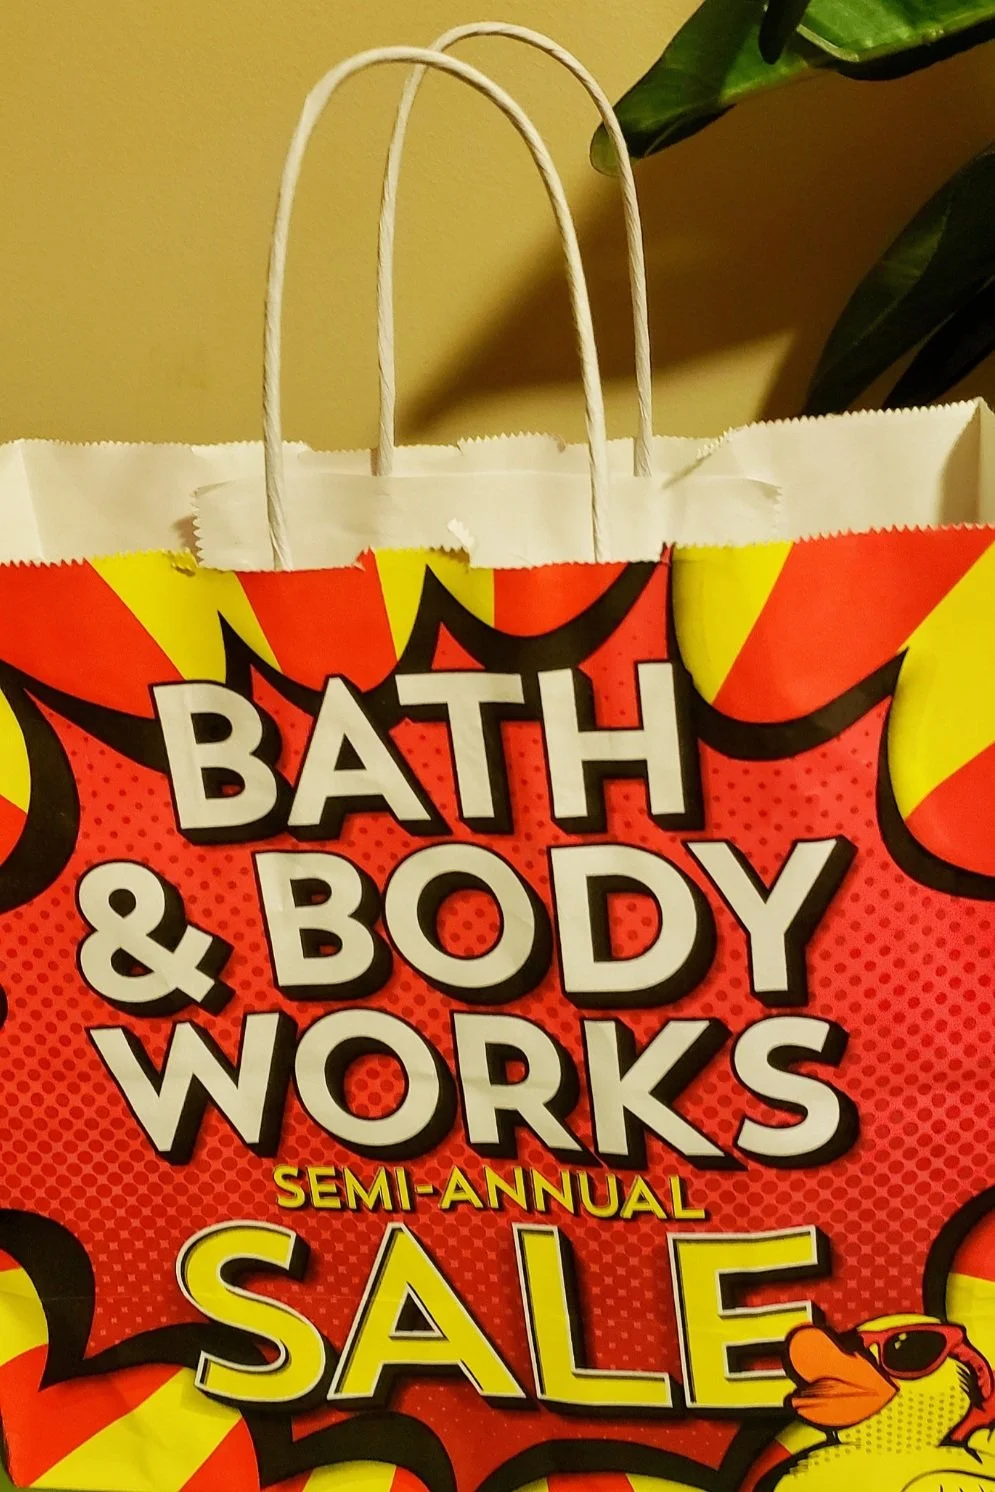 BATH
& BODY
WORKS
SEMI-ANNUAL
SALE